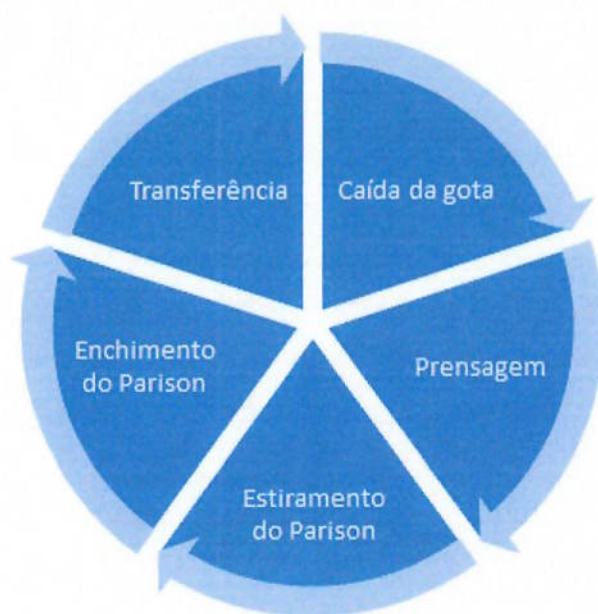 Transferência
Caída da gota
Enchimento
do Parison
Prensagem
Estiramento
do Parison